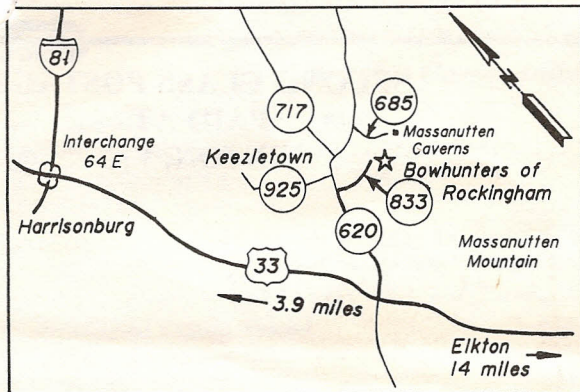 81
717
685
Massanutten
Caverns
Interchange
64 E
Keezletown
Bowhunters of
Rockingham
925
833
Harrisonburg
620
Massanutten
Mountain
33
3.9 miles
Elkton
14 miles